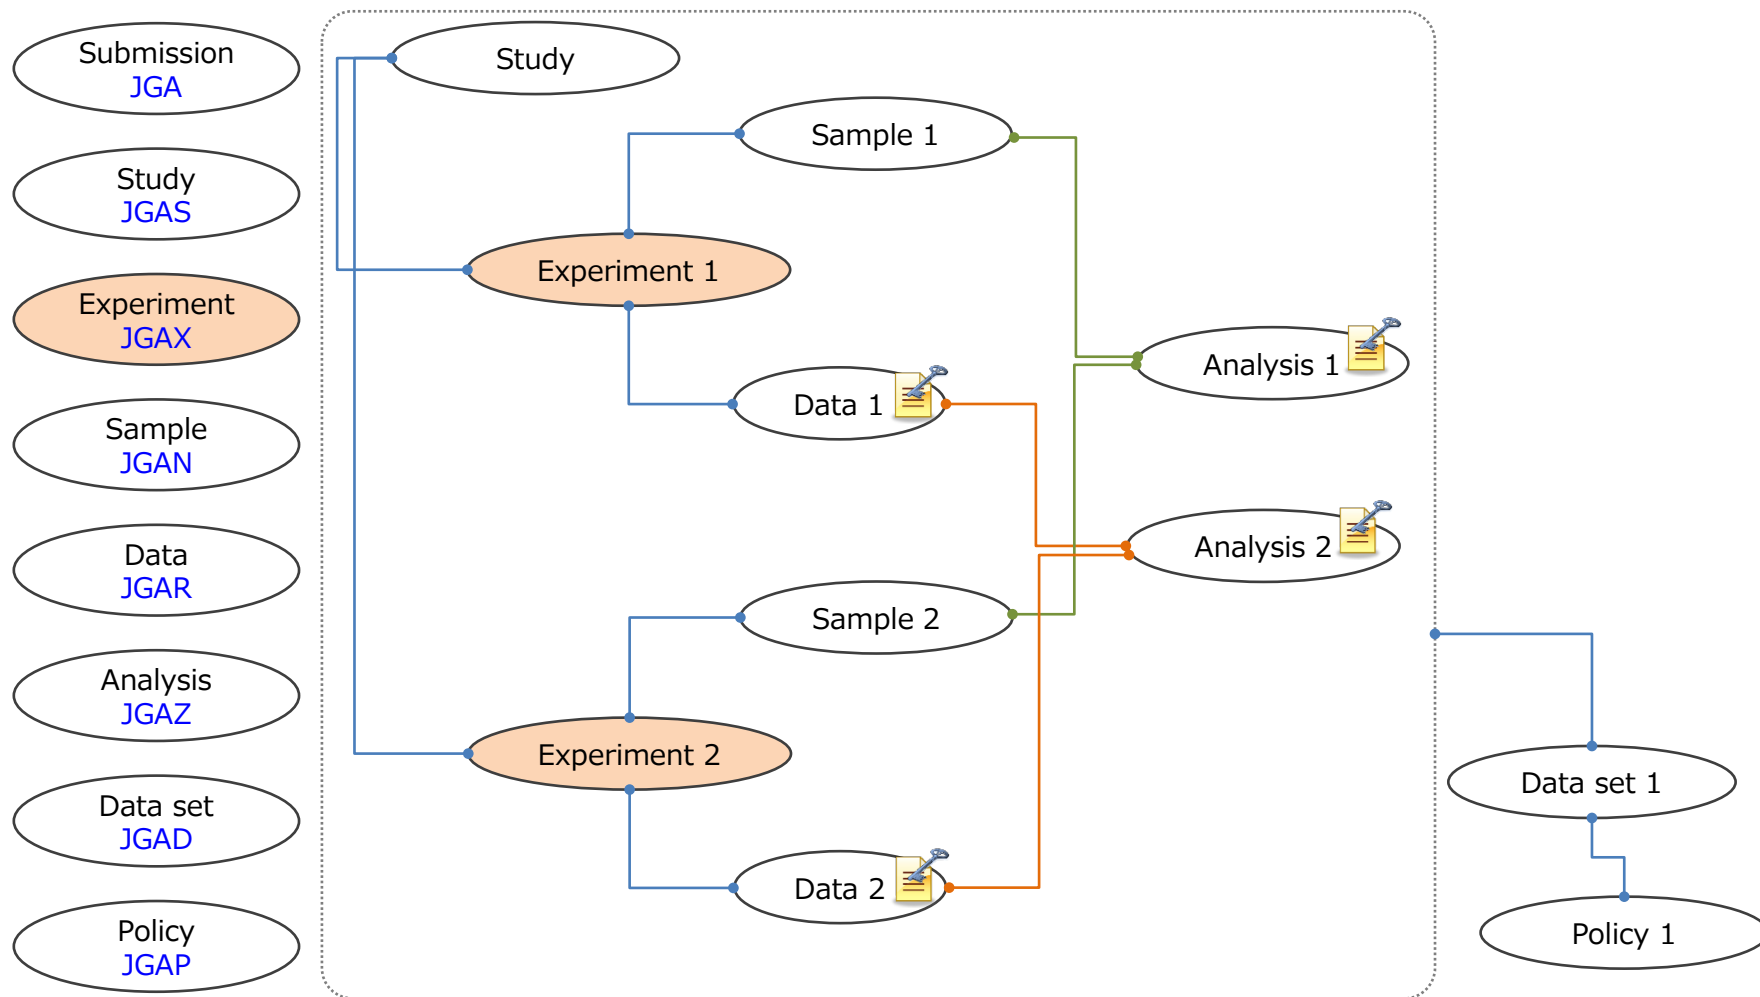 Submission
JGA
Study
JGAS
Experiment
JGAX
Sample
JGAN
Data
JGAR
Analysis
JGAZ
Data set
JGAD
Policy
JGAP
Study
Sample 1
Experiment 1
Data 1
Analysis 1
Analysis 2
Sample 2
Experiment 2
Data 2
Data set 1
Policy 1